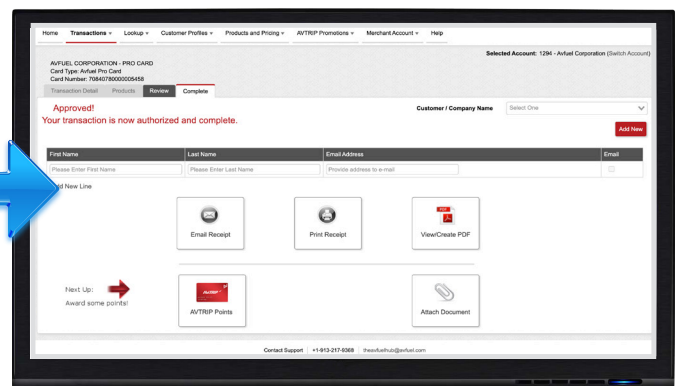 Home Transactions Lookup Customer Profiles Products and Pricing AVTRIP Promotions Merchant Account Help
Selected Account: 1294 - Avfuel Corporation (Switch Account)
AVFUEL CORPORATION - PRO CARD
Card Type: Avfuel Pro Card
Card Number: 70840780000005458
Transaction Detail Products Review Complete
Approved! Customer / Company Name Select One
Your transaction is now authorized and complete.
Add New
First Name Last Name Email Address Email
Please Enter First Name Please Enter Last Name Provide address to e-mail
dd New Line
Email Receipt Print Receipt View/Create PDF
Next Up:
Award some points!
AVTRIP
AVTRIP Points Attach Document
Contact Support +1-913-217-9368 theavfuelhub@avfuel.com